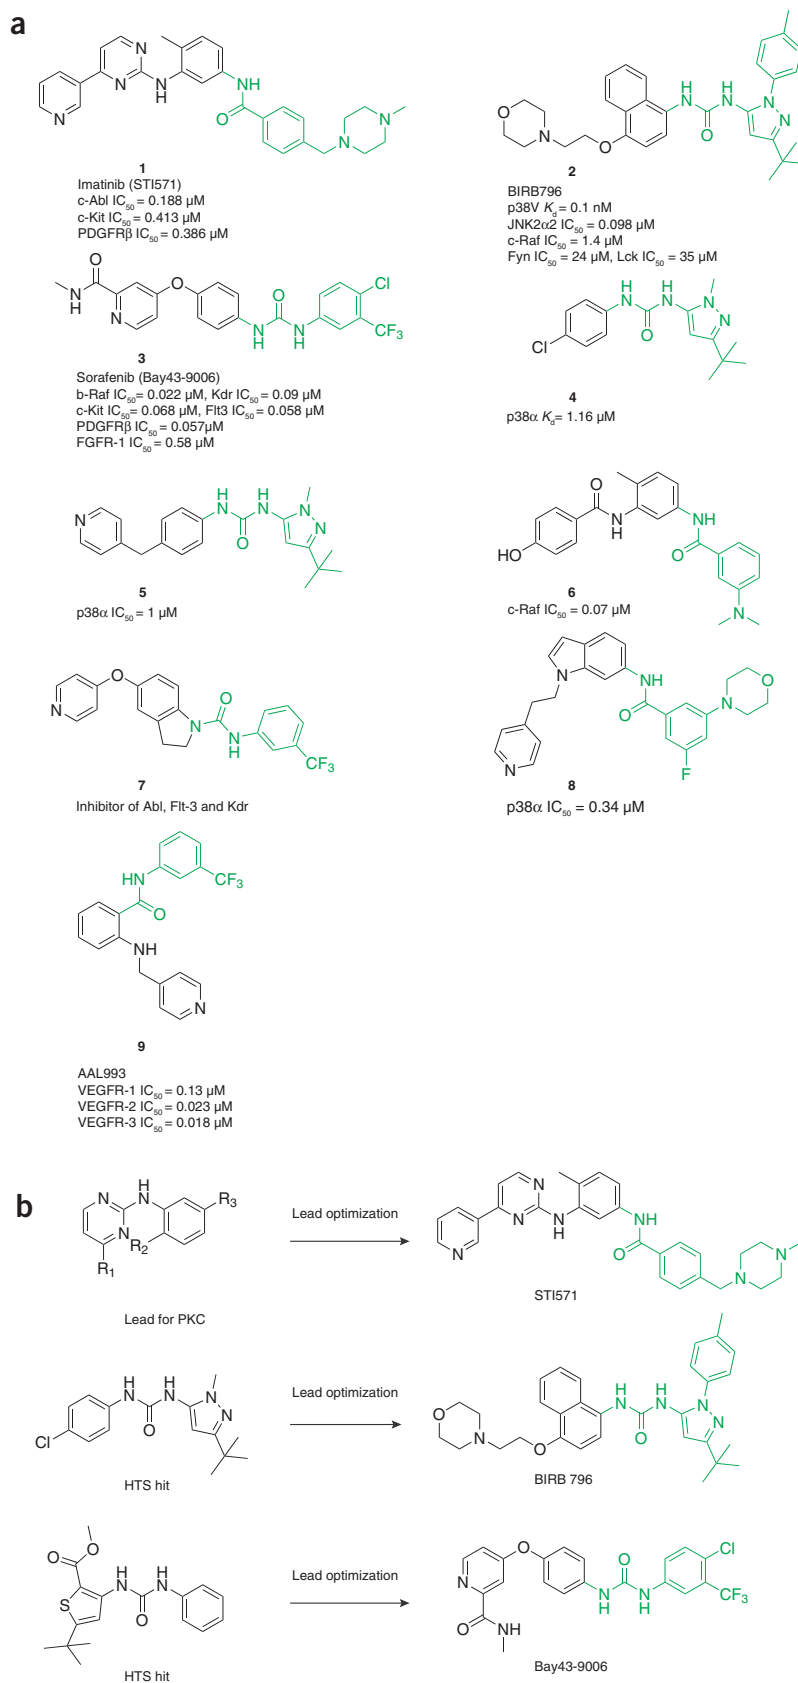 a
1
Imatinib (STI571)
c-Abl IC50 = 0.188 µM
c-Kit IC50 = 0.413 µM
PDGFRβ IC50 = 0.386 µM
2
BIRB796
p38V Kd = 0.1 nM
JNK2α2 IC50 = 0.098 µM
c-Raf IC50 = 1.4 µM
Fyn IC50 = 24 µM, Lck IC50 = 35 µM
3
Sorafenib (Bay43-9006)
b-Raf IC50 = 0.022 µM, Kdr IC50 = 0.09 µM
c-Kit IC50= 0.068 µM, Flt3 IC50 = 0.058 µM
PDGFRβ IC50 = 0.057µM
FGFR-1 IC50 = 0.58 µM
4
p38α Kd= 1.16 µM
5
p38α IC50 = 1 µM
6
c-Raf IC50 = 0.07 µM
7
Inhibitor of Abl, Flt-3 and Kdr
8
p38α IC50 = 0.34 µM
9
AAL993
VEGFR-1 IC50 = 0.13 µM
VEGFR-2 IC50 = 0.023 µM
VEGFR-3 IC50 = 0.018 µM
b
R3
R2
R1
Lead for PKC
Lead optimization
STI571
HTS hit
Lead optimization
BIRB 796
HTS hit
Lead optimization
Bay43-9006